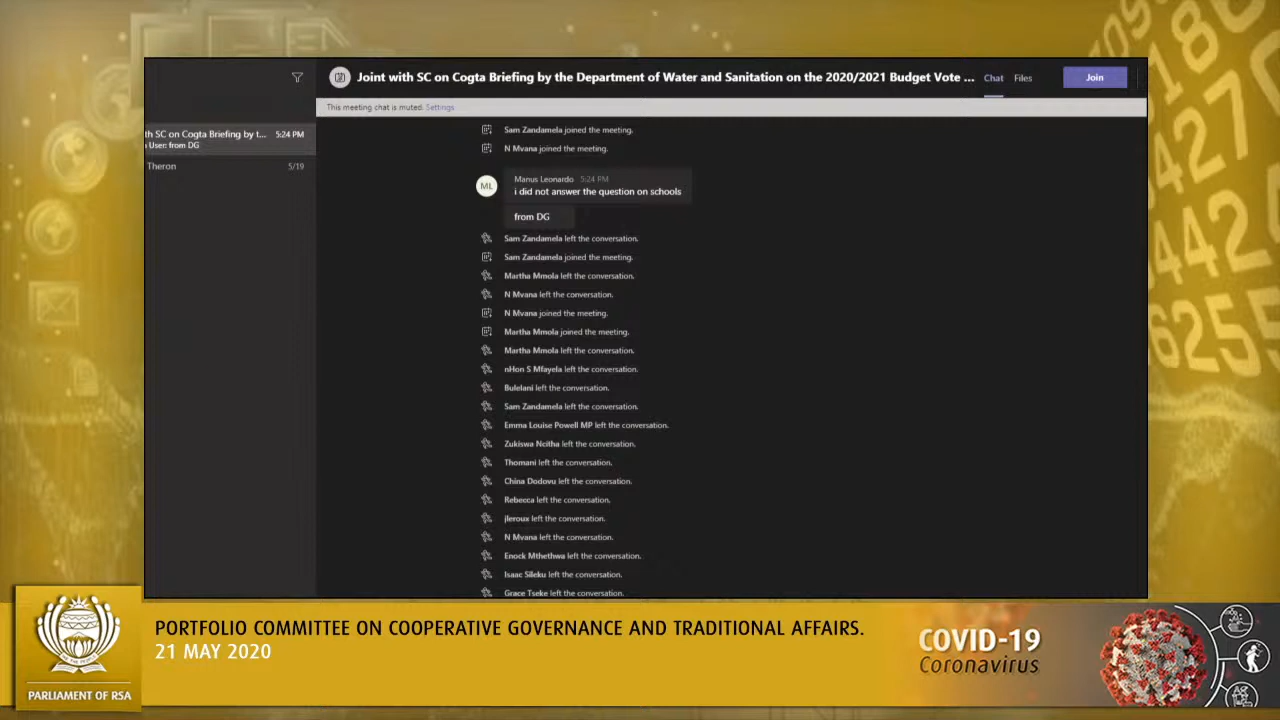 Joint with SC on Cogta Briefing by the Department of Water and Sanitation on the 2020/2021 Budget Vote ...
Chat
Files
Join
This meeting chat is muted. Settings
th SC on Cogta Briefing by t... 5:24 PM
User: from DG
Theron 5/19
Sam Zandamela joined the meeting.
N Mvana joined the meeting.
ML
Manus Leonardo 5:24 PM
i did not answer the question on schools
from DG
Sam Zandamela left the conversation.
Sam Zandamela joined the meeting.
Martha Mmola left the conversation.
N Mvana left the conversation.
N Mvana joined the meeting.
Martha Mmola joined the meeting.
Martha Mmola left the conversation.
nHon S Mfayela left the conversation.
Bulelani left the conversation.
Sam Zandamela left the conversation.
Emma Louise Powell MP left the conversation.
Zukiswa Ncitha left the conversation.
Thomani left the conversation.
China Dodovu left the conversation.
Rebecca left the conversation.
jleroux left the conversation.
N Mvana left the conversation.
Enock Mthethwa left the conversation.
Isaac Sileku left the conversation.
Grace Tseke left the conversation.
PORTFOLIO COMMITTEE ON COOPERATIVE GOVERNANCE AND TRADITIONAL AFFAIRS.
21 MAY 2020
COVID-19
Coronavirus
PARLIAMENT OF RSA